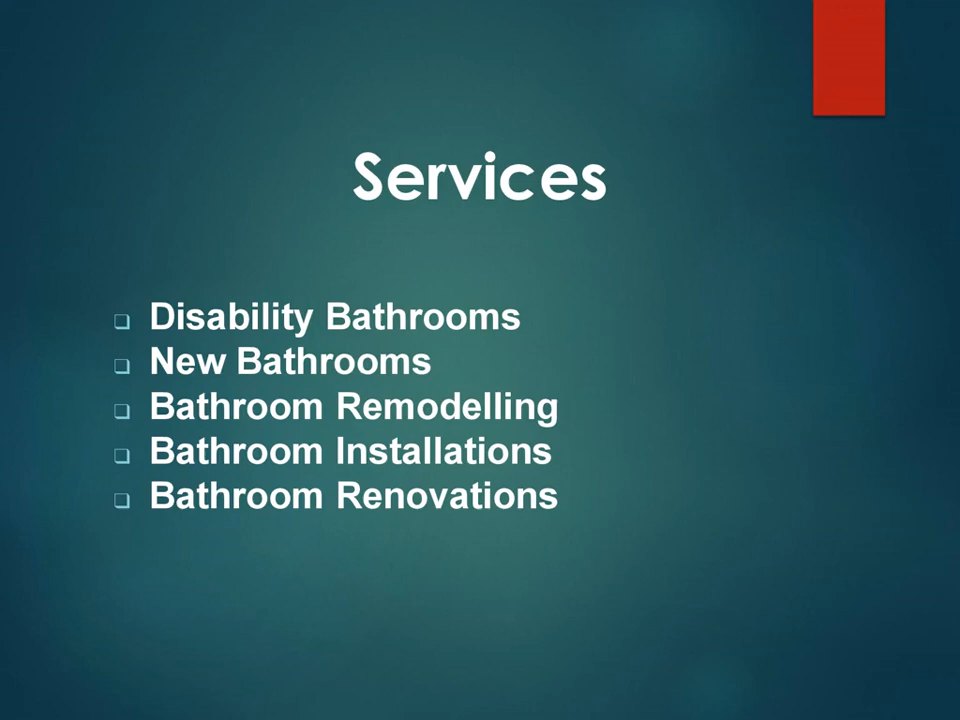 Services
Disability Bathrooms
New Bathrooms
Bathroom Remodelling
Bathroom Installations
Bathroom Renovations